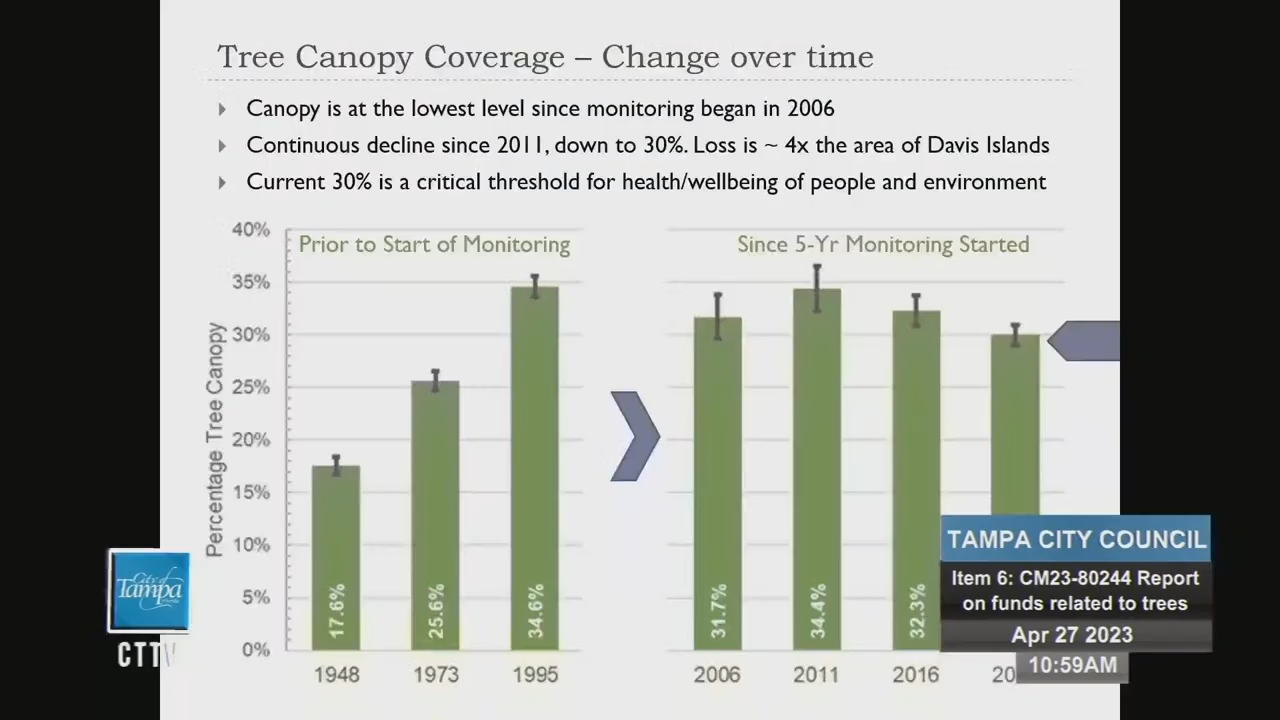 Tree Canopy Coverage – Change over time
Canopy is at the lowest level since monitoring began in 2006
Continuous decline since 2011, down to 30%. Loss is ~ 4x the area of Davis Islands
Current 30% is a critical threshold for health/wellbeing of people and environment
40%
35%
30%
25%
20%
15%
10%
5%
0%
Percentage Tree Canopy
Prior to Start of Monitoring
17.6%
25.6%
34.6%
1948
1973
1995
Since 5-Yr Monitoring Started
31.7%
34.4%
32.3%
2006
2011
2016
City of
Tampa
CTTV
TAMPA CITY COUNCIL
Item 6: CM23-80244 Report
on funds related to trees
Apr 27 2023
10:59AM